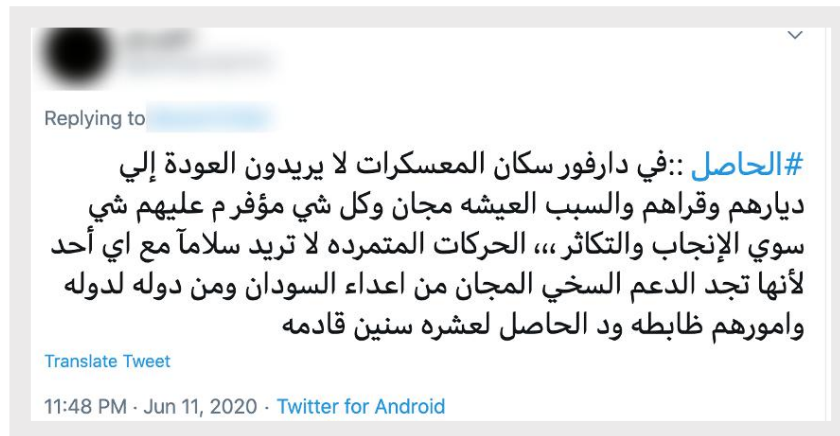 Replying to
#الحاصل ::في دارفور سكان المعسكرات لا يريدون العودة إلي
ديارهم وقراهم والسبب العيشه مجان وكل شي مؤفر م عليهم شي
سوي الإنجاب والتكاثر ،،، الحركات المتمرده لا تريد سلاماً مع اي أحد
لأنها تجد الدعم السخي المجان من اعداء السودان ومن دوله لدوله
وامورهم ظابطه ود الحاصل لعشره سنين قادمه
Translate Tweet
11:48 PM · Jun 11, 2020 · Twitter for Android